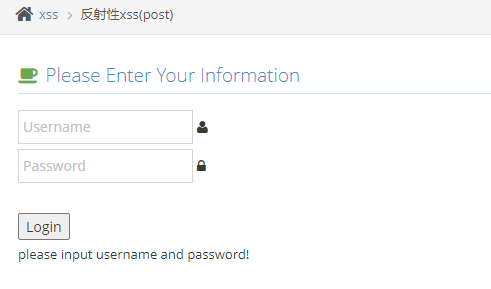 xss > 反射性xss(post)
Please Enter Your Information
Username
Password
Login
please input username and password!